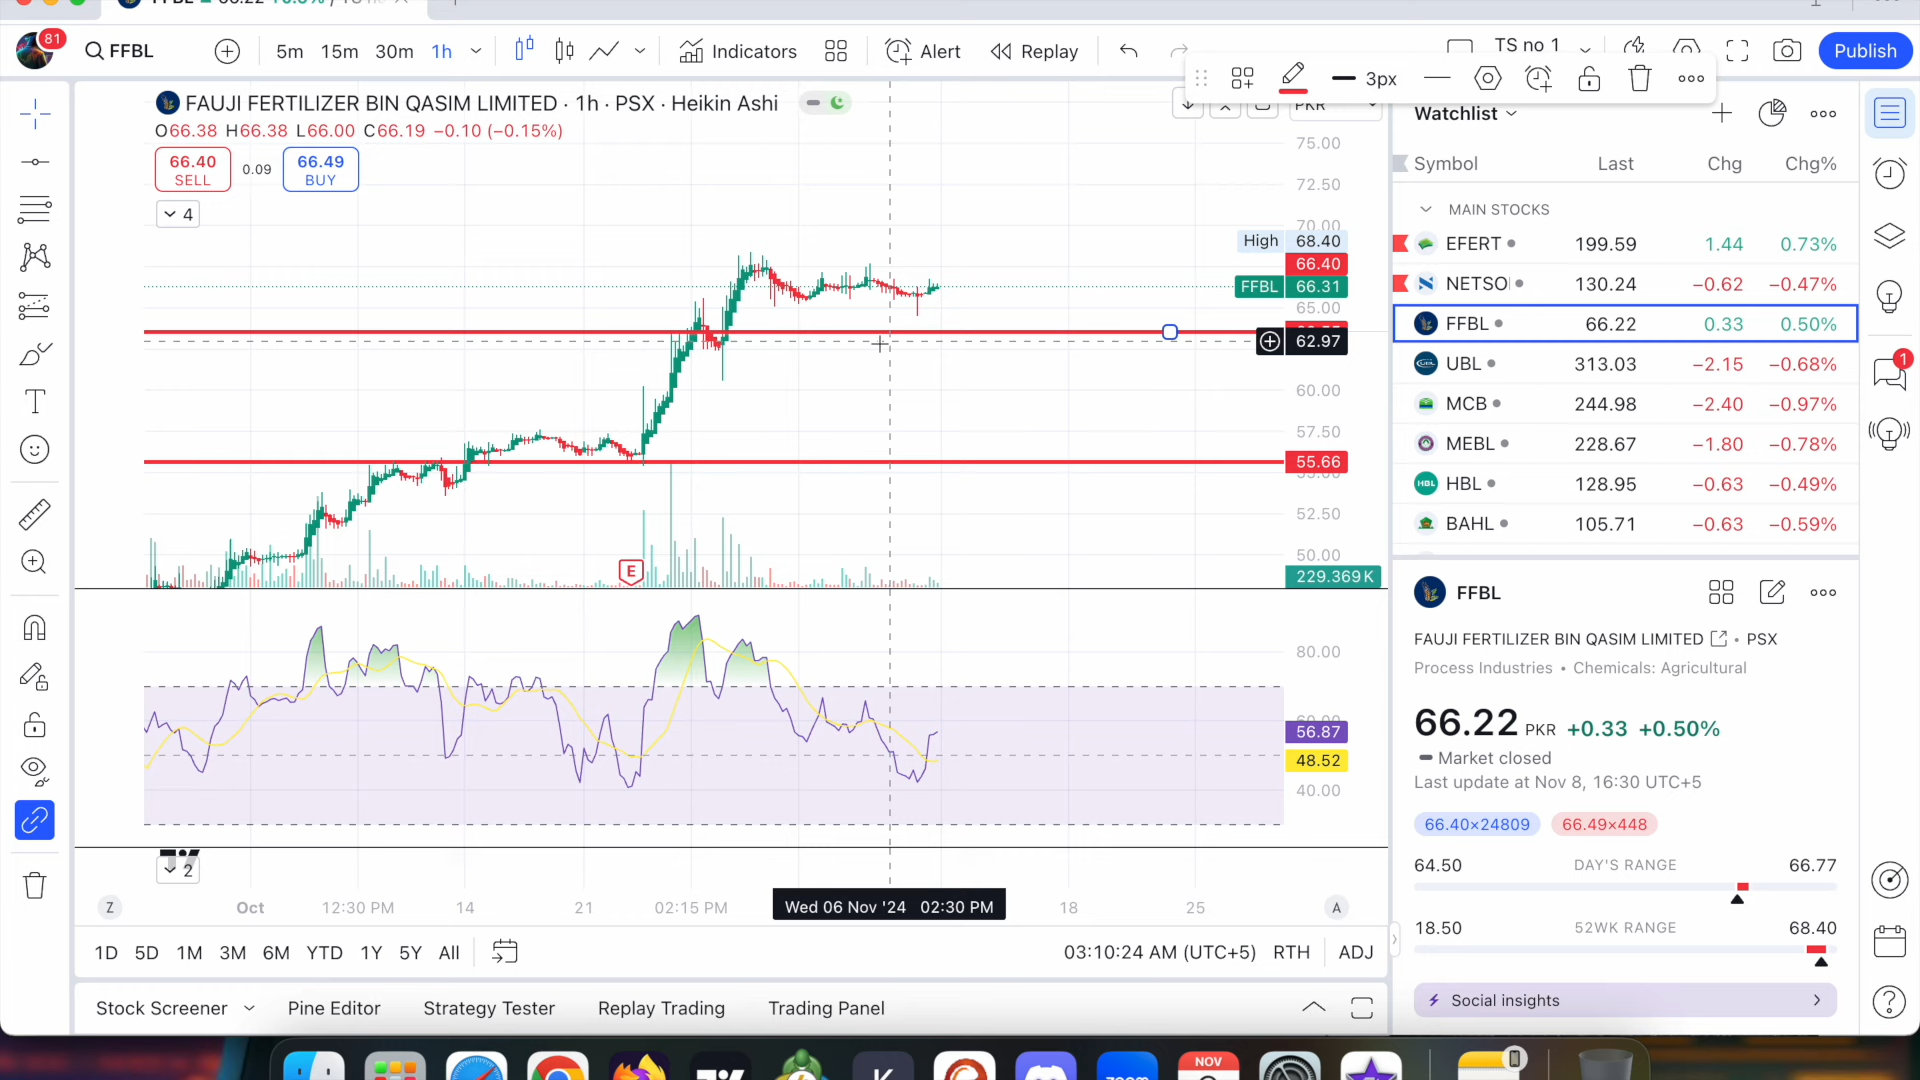 81
FFBL
5m 15m 30m 1h
Indicators
Alert
Replay
TS no 1
Publish
3px
FAUJI FERTILIZER BIN QASIM LIMITED · 1h · PSX · Heikin Ashi
O66.38 H66.38 L66.00 C66.19 −0.10 (−0.15%)
66.40
SELL
0.09
66.49
BUY
4
PKR
75.00
72.50
70.00
High 68.40
66.40
FFBL 66.31
65.00
62.97
60.00
57.50
55.66
52.50
50.00
229.369K
E
80.00
56.87
48.52
40.00
2
Z
Oct 12:30 PM 14 21 02:15 PM
Wed 06 Nov '24 02:30 PM
18 25
A
1D 5D 1M 3M 6M YTD 1Y 5Y All
03:10:24 AM (UTC+5) RTH ADJ
Stock Screener Pine Editor Strategy Tester Replay Trading Trading Panel
Watchlist
Symbol Last Chg Chg%
MAIN STOCKS
EFERT 199.59 1.44 0.73%
NETSO 130.24 −0.62 −0.47%
FFBL 66.22 0.33 0.50%
UBL 313.03 −2.15 −0.68%
MCB 244.98 −2.40 −0.97%
MEBL 228.67 −1.80 −0.78%
HBL 128.95 −0.63 −0.49%
BAHL 105.71 −0.63 −0.59%
FFBL
FAUJI FERTILIZER BIN QASIM LIMITED • PSX
Process Industries • Chemicals: Agricultural
66.22 PKR +0.33 +0.50%
Market closed
Last update at Nov 8, 16:30 UTC+5
66.40×24809 66.49×448
64.50 DAY'S RANGE 66.77
18.50 52WK RANGE 68.40
Social insights
1
NOV
zoom